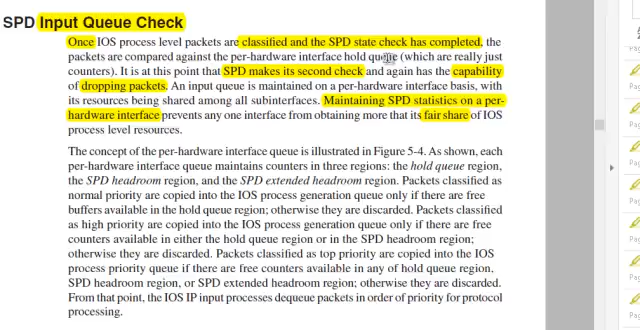 SPD Input Queue Check
Once IOS process level packets are classified and the SPD state check has completed, the
packets are compared against the per-hardware interface hold queue (which are really just
counters). It is at this point that SPD makes its second check and again has the capability
of dropping packets. An input queue is maintained on a per-hardware interface basis, with
its resources being shared among all subinterfaces. Maintaining SPD statistics on a per-
hardware interface prevents any one interface from obtaining more that its fair share of IOS
process level resources.
The concept of the per-hardware interface queue is illustrated in Figure 5-4. As shown, each
per-hardware interface queue maintains counters in three regions: the hold queue region,
the SPD headroom region, and the SPD extended headroom region. Packets classified as
normal priority are copied into the IOS process generation queue only if there are free
buffers available in the hold queue region; otherwise they are discarded. Packets classified
as high priority are copied into the IOS process generation queue only if there are free
counters available in either the hold queue region or in the SPD headroom region;
otherwise they are discarded. Packets classified as top priority are copied into the IOS
process priority queue if there are free counters available in any of hold queue region,
SPD headroom region, or SPD extended headroom region; otherwise they are discarded.
From that point, the IOS IP input processes dequeue packets in order of priority for protocol
processing.
Pag
Pag
Pag
Pag
Pag
Pag
Pag